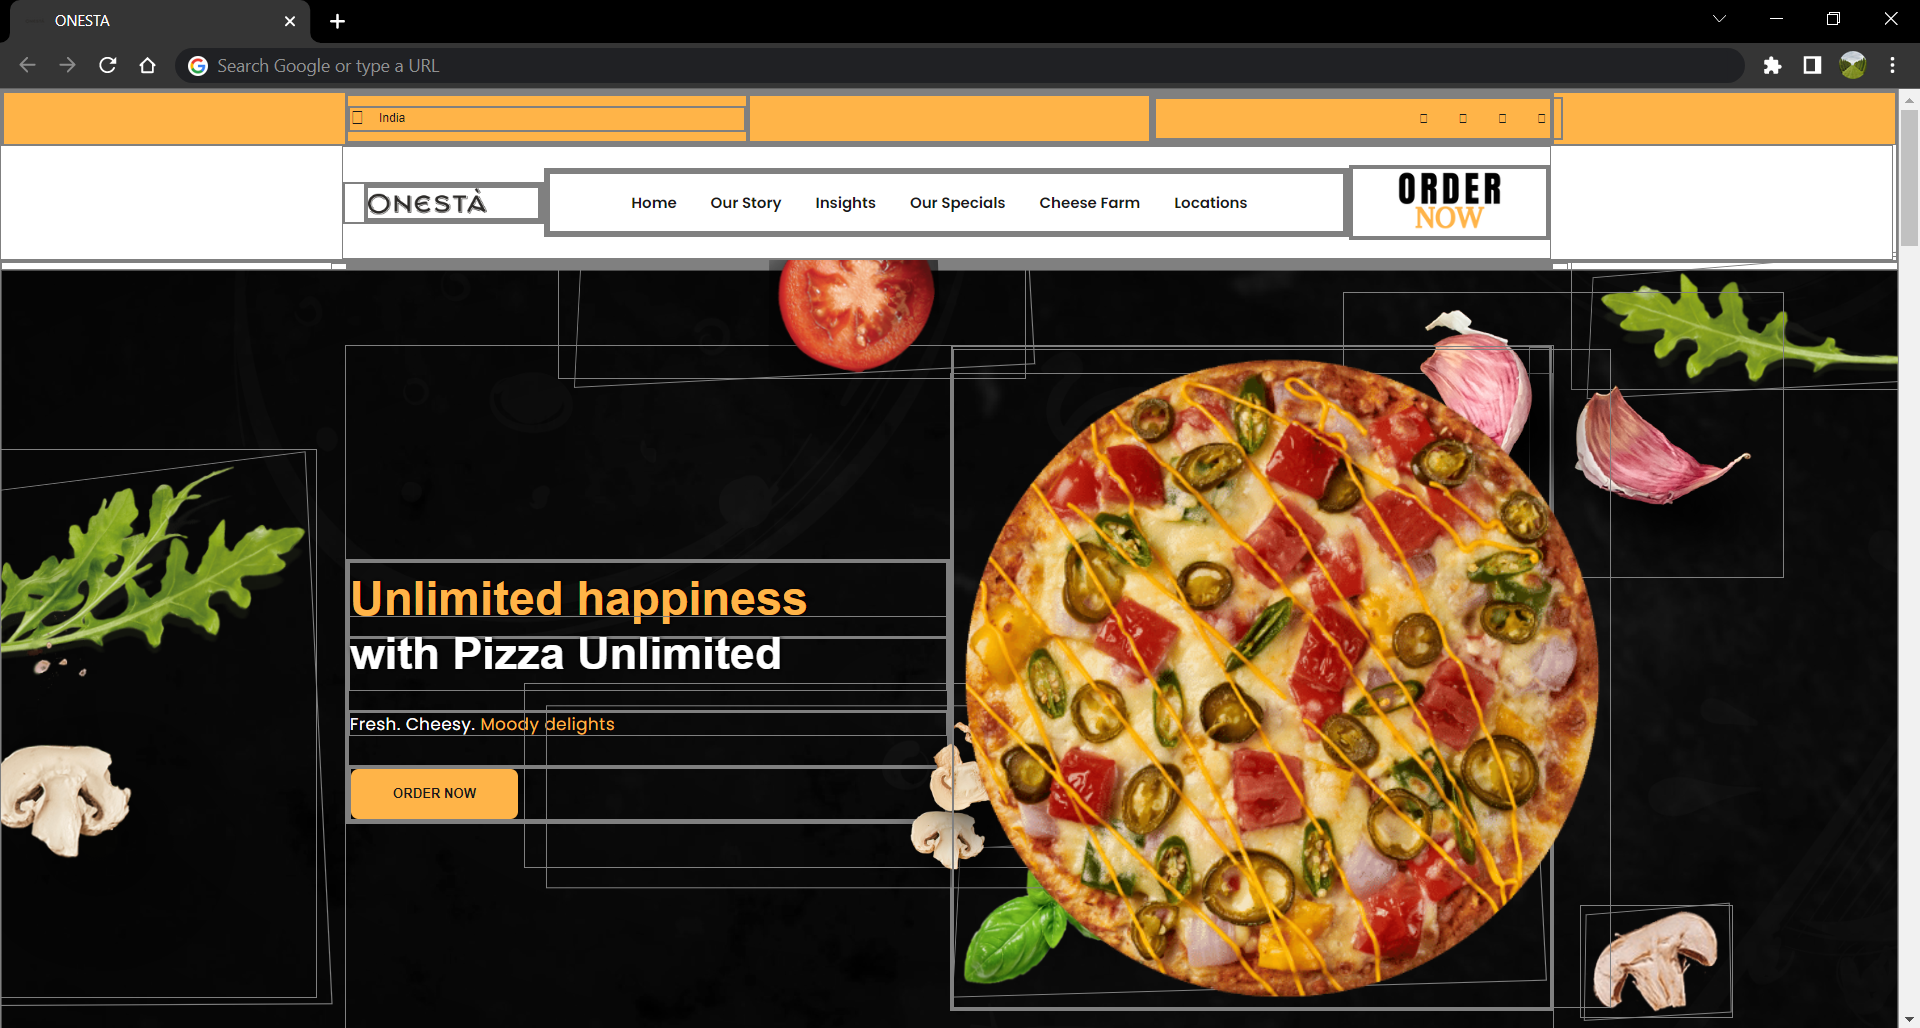 ONESTA
Search Google or type a URL
India
ONESTÀ
Home
Our Story
Insights
Our Specials
Cheese Farm
Locations
ORDER
NOW
Unlimited happiness
with Pizza Unlimited
Fresh. Cheesy. Moody delights
ORDER NOW